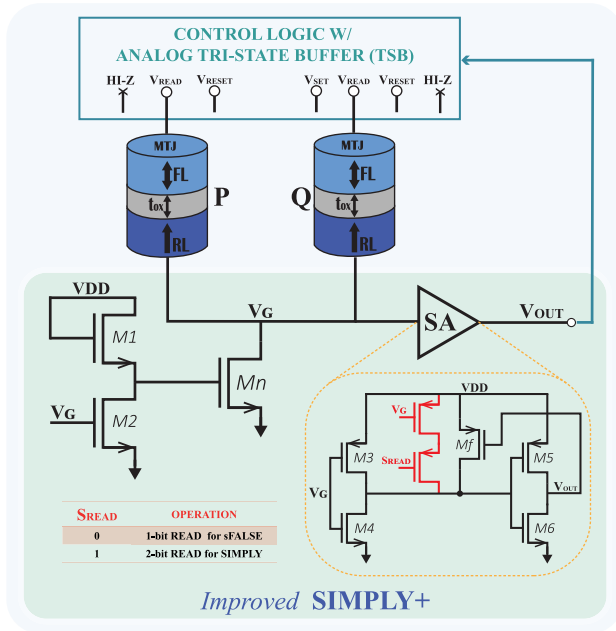 CONTROL LOGIC W/
ANALOG TRI-STATE BUFFER (TSB)
HI-Z VREAD VRESET VSET VREAD VRESET HI-Z
MTJ MTJ
FL FL
P Q
tox tox
RL RL
VDD
VG
SA
VOUT
M1
Mn
VG
M2
VDD
VG
Mf
M3
SREAD
M5
VG
VOUT
M4
M6
SREAD OPERATION
0 1-bit READ for sFALSE
1 2-bit READ for SIMPLY
Improved SIMPLY+